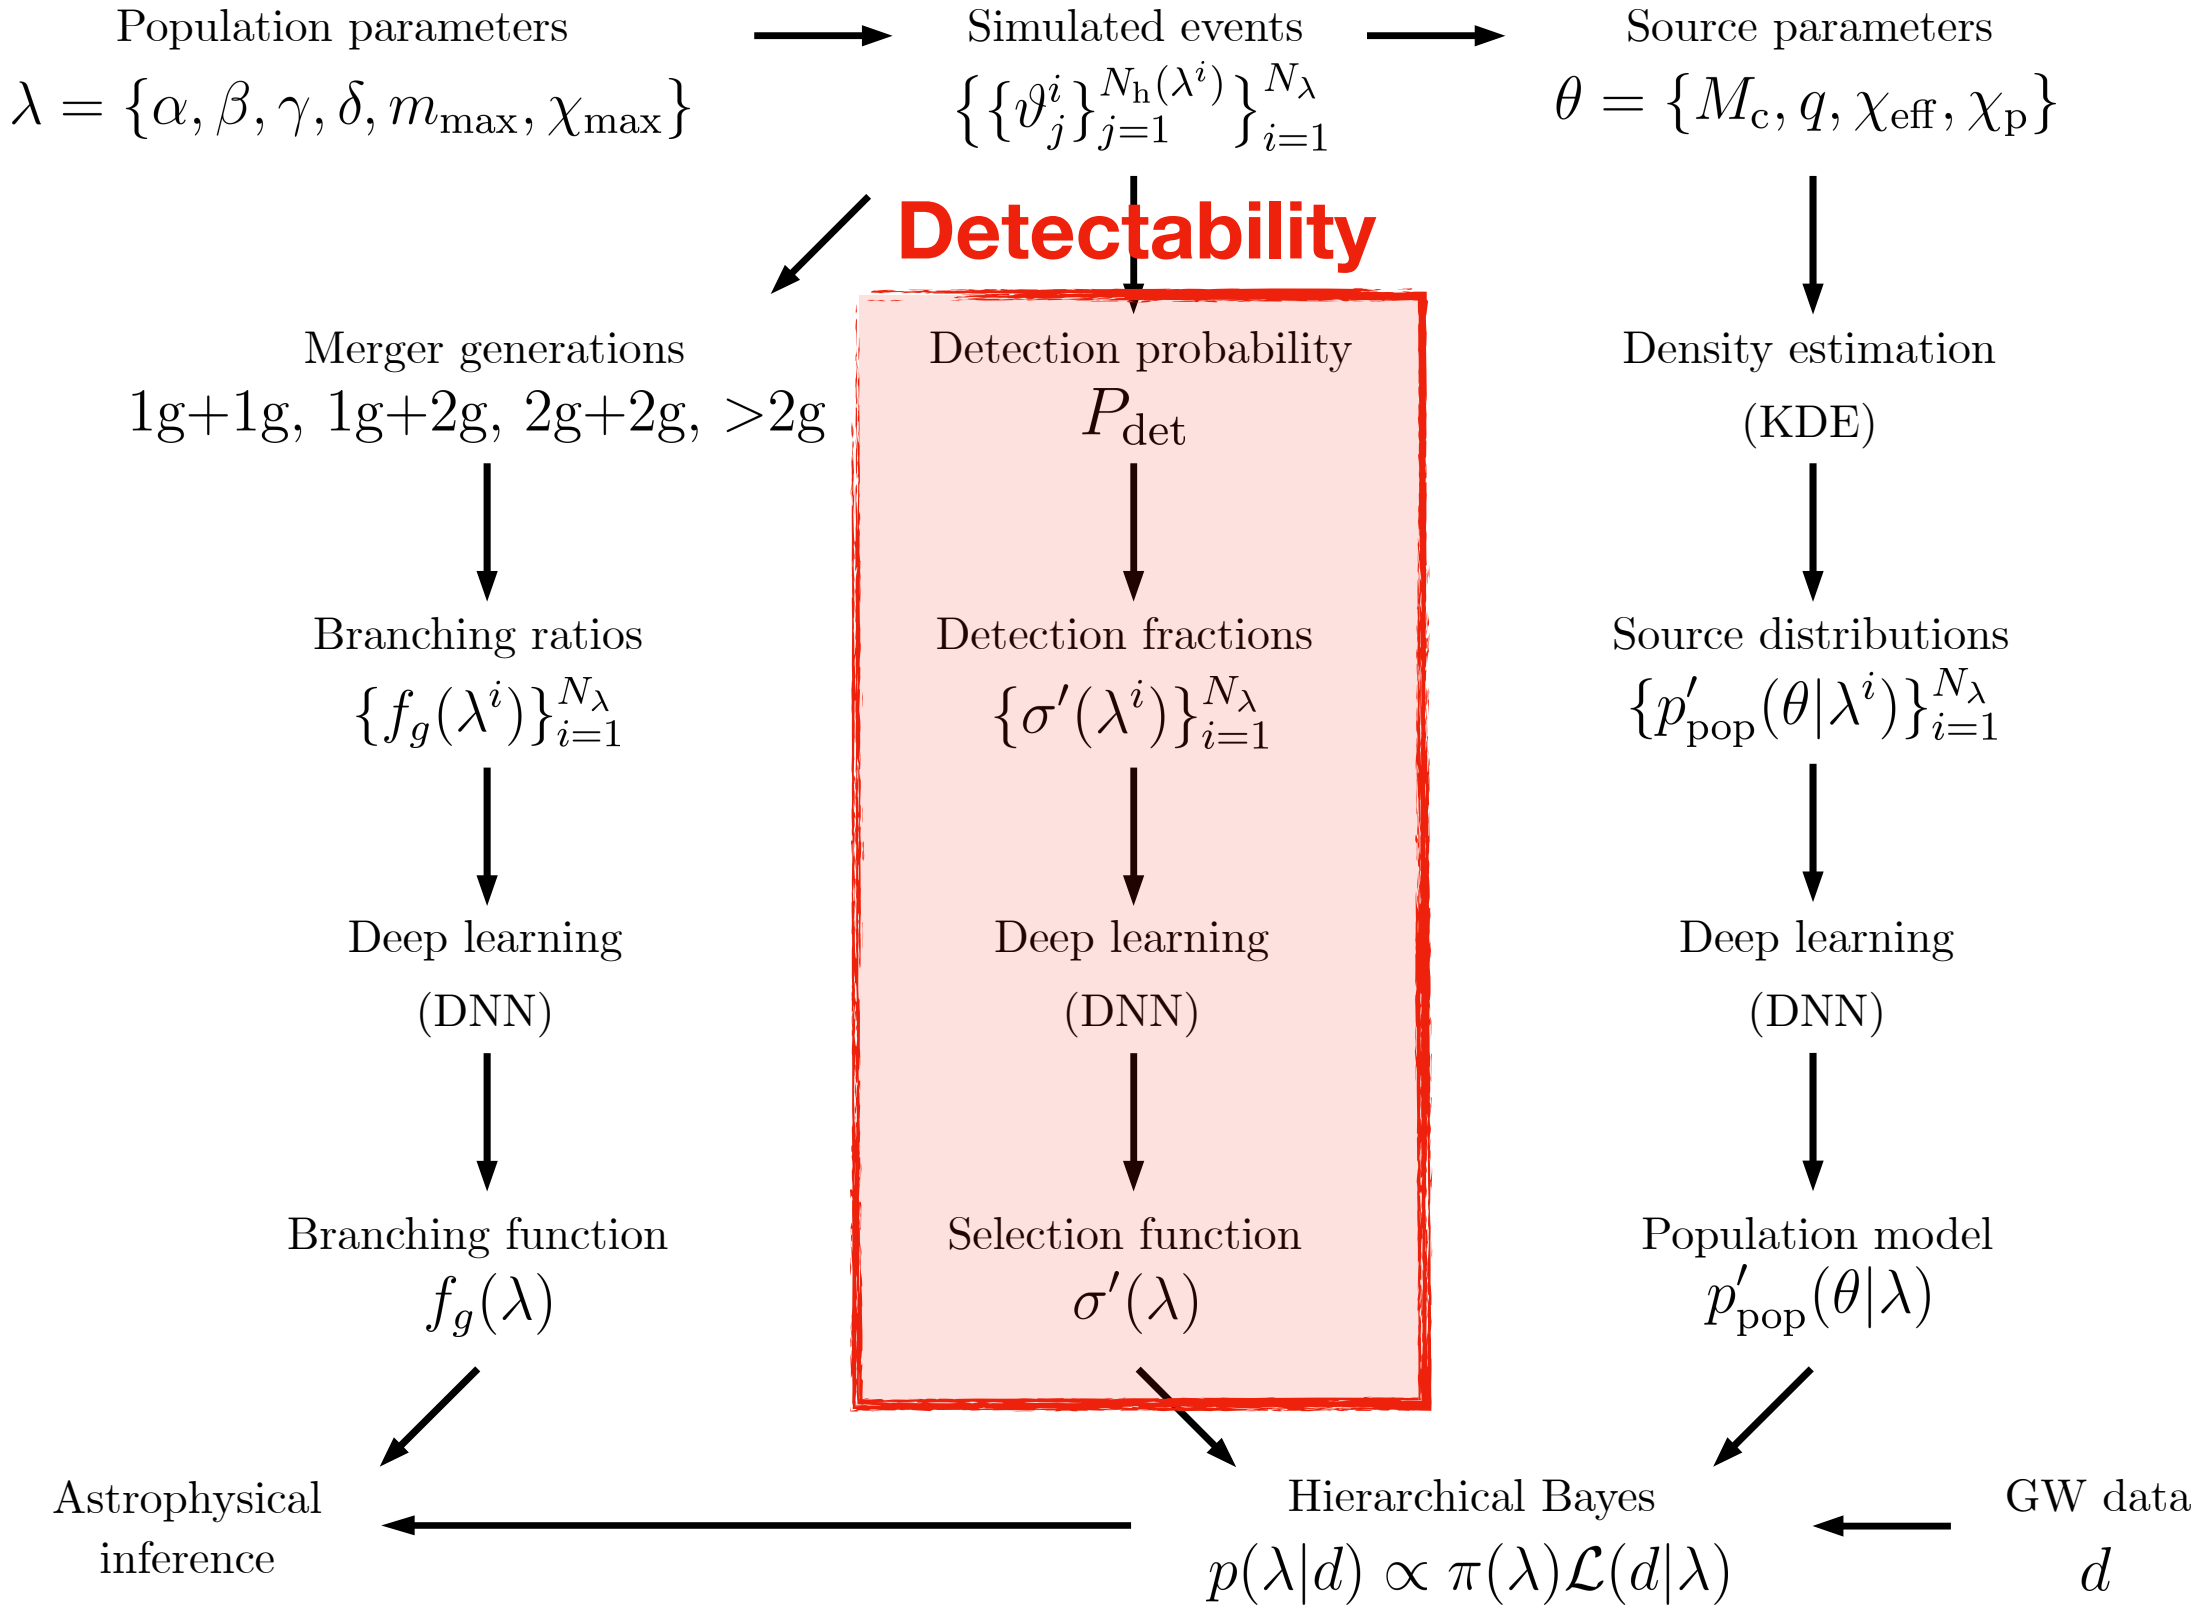 Population parameters
λ = {α, β, γ, δ, m_max, χ_max}
Simulated events
{{ϑ_j^i}_{j=1}^{N_h(λ^i)}}_{i=1}^{N_λ}
Source parameters
θ = {M_c, q, χ_eff, χ_p}
Detectability
Merger generations
1g+1g, 1g+2g, 2g+2g, >2g
Detection probability
P_det
Density estimation
(KDE)
Branching ratios
{f_g(λ^i)}_{i=1}^{N_λ}
Detection fractions
{σ′(λ^i)}_{i=1}^{N_λ}
Source distributions
{p′_pop(θ|λ^i)}_{i=1}^{N_λ}
Deep learning
(DNN)
Deep learning
(DNN)
Deep learning
(DNN)
Branching function
f_g(λ)
Selection function
σ′(λ)
Population model
p′_pop(θ|λ)
Astrophysical
inference
Hierarchical Bayes
p(λ|d) ∝ π(λ)ℒ(d|λ)
GW data
d